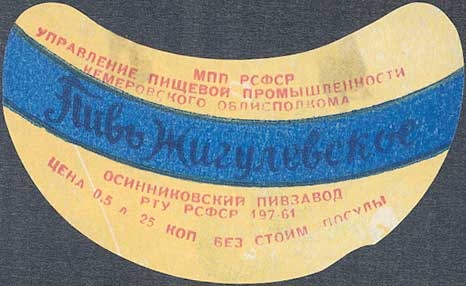 МПП РСФСР
УПРАВЛЕНИЕ ПИЩЕВОЙ ПРОМЫШЛЕННОСТИ
КЕМЕРОВСКОГО ОБЛИСПОЛКОМА
Пиво Жигулевское
ОСИННИКОВСКИЙ ПИВЗАВОД
РТУ РСФСР 197-61
ЦЕНА 0,5 л 25 КОП БЕЗ СТОИМ ПОСУДЫ